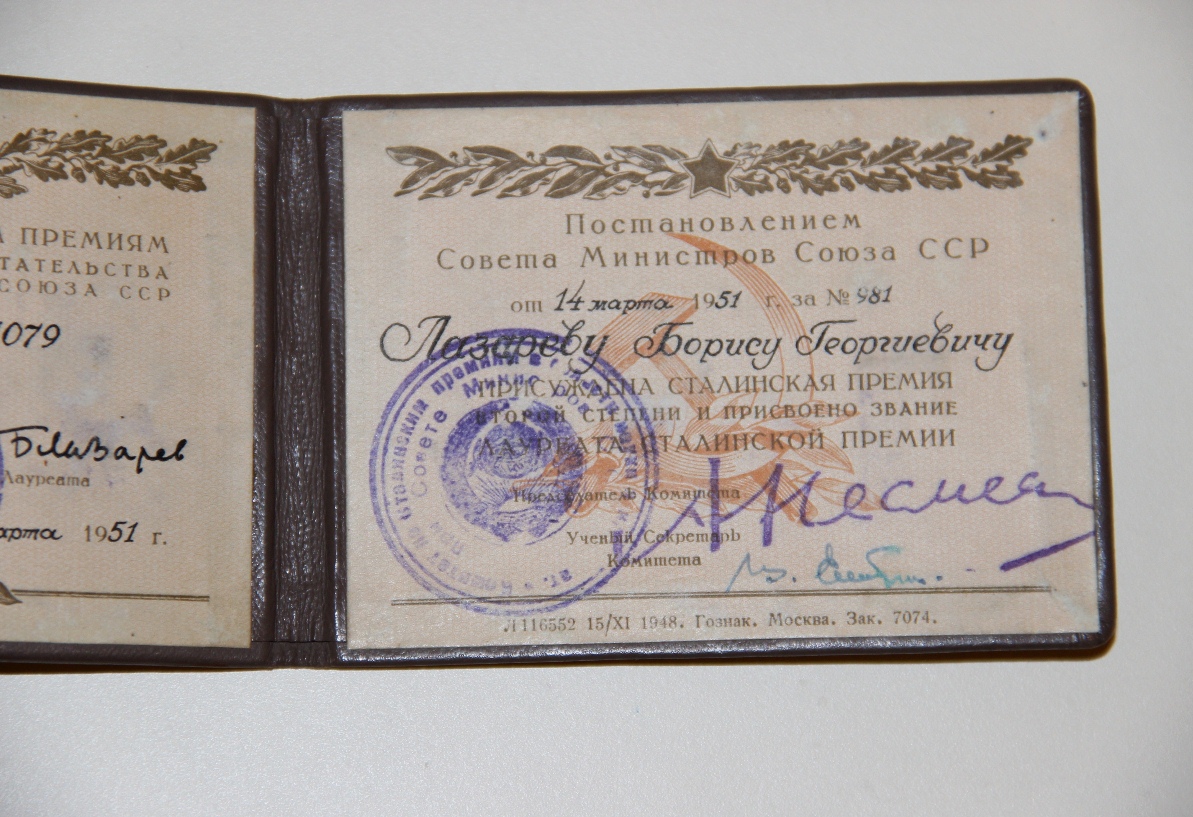 ПРЕМИЯМ
ТАТЕЛЬСТВА
СОЮЗА ССР
1079
БЛазарев
Лауреата
арта 1951 г.
Постановлением
Совета Министров Союза ССР
от 14 марта 1951 г. за № 981
Лазареву Борису Георгиевичу
ПРИСУЖДЕНА СТАЛИНСКАЯ ПРЕМИЯ
ВТОРОЙ СТЕПЕНИ И ПРИСВОЕНО ЗВАНИЕ
ЛАУРЕАТА СТАЛИНСКОЙ ПРЕМИИ
Председатель Комитета
Ученый Секретарь
Комитета
Л116552 15/XI 1948. Гознак. Москва. Зак. 7074.